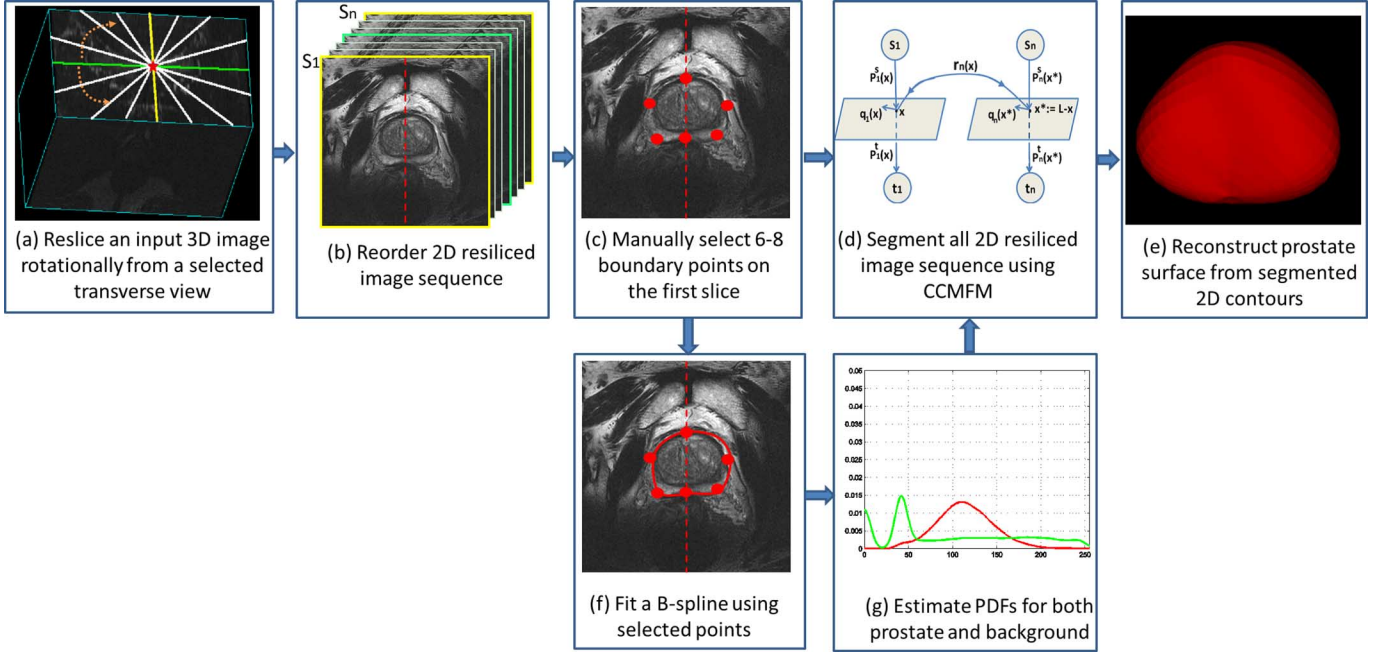 (a) Reslice an input 3D image
rotationally from a selected
transverse view
Sn
S1
(b) Reorder 2D resiliced
image sequence
(c) Manually select 6-8
boundary points on
the first slice
S1
Sn
rn(x)
P1s(x)
Pns(x*)
q1(x)
x
qn(x*)
x*:= L-x
P1t(x)
Pnt(x*)
t1
tn
(d) Segment all 2D resiliced
image sequence using
CCMFM
(e) Reconstruct prostate
surface from segmented
2D contours
(f) Fit a B-spline using
selected points
0.05
0.045
0.04
0.035
0.03
0.025
0.02
0.015
0.01
0.005
0
0 50 100 150 200 250
(g) Estimate PDFs for both
prostate and background